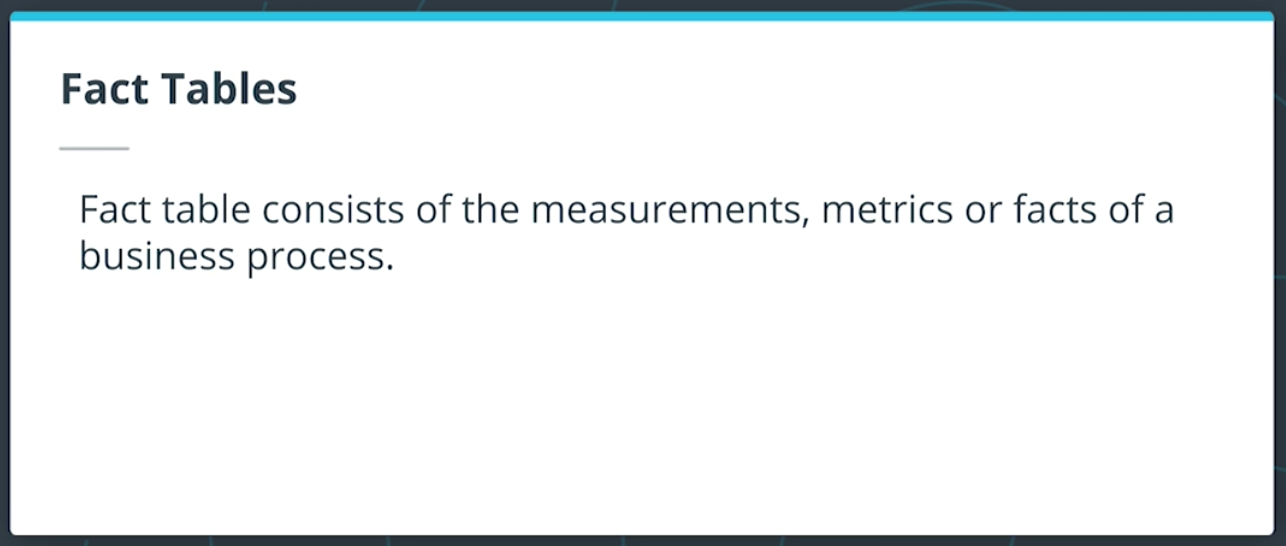 Fact Tables
Fact table consists of the measurements, metrics or facts of a
business process.